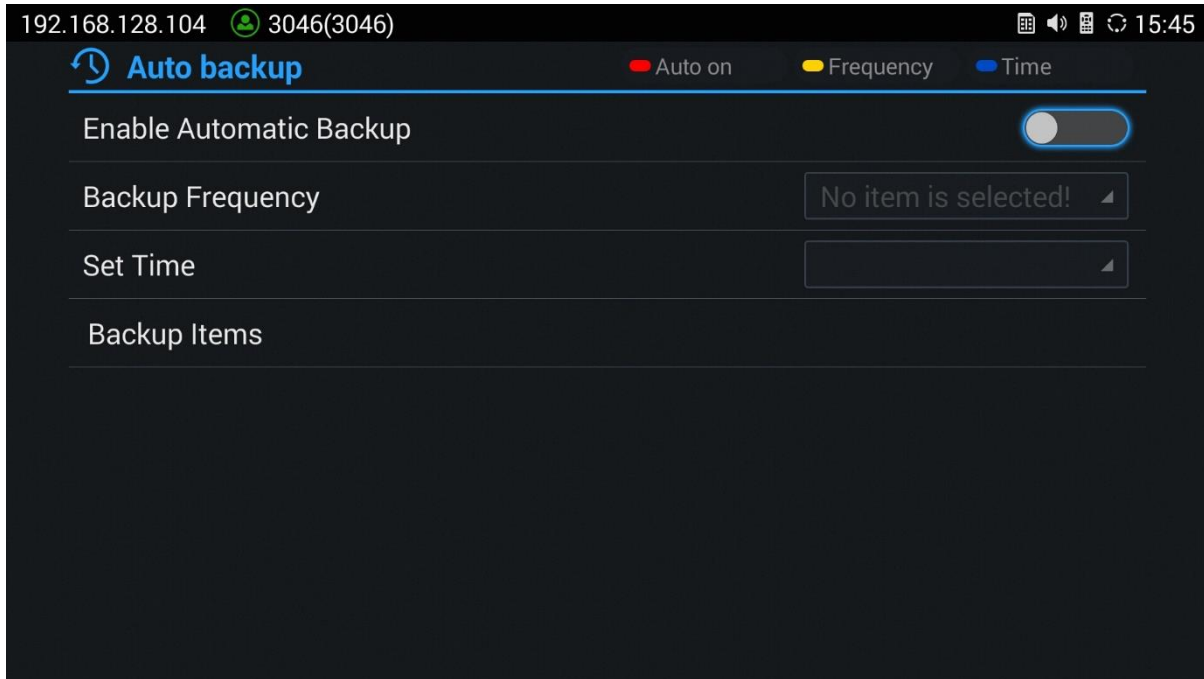 192.168.128.104 3046(3046) 15:45
Auto backup Auto on Frequency Time
Enable Automatic Backup
Backup Frequency No item is selected!
Set Time
Backup Items